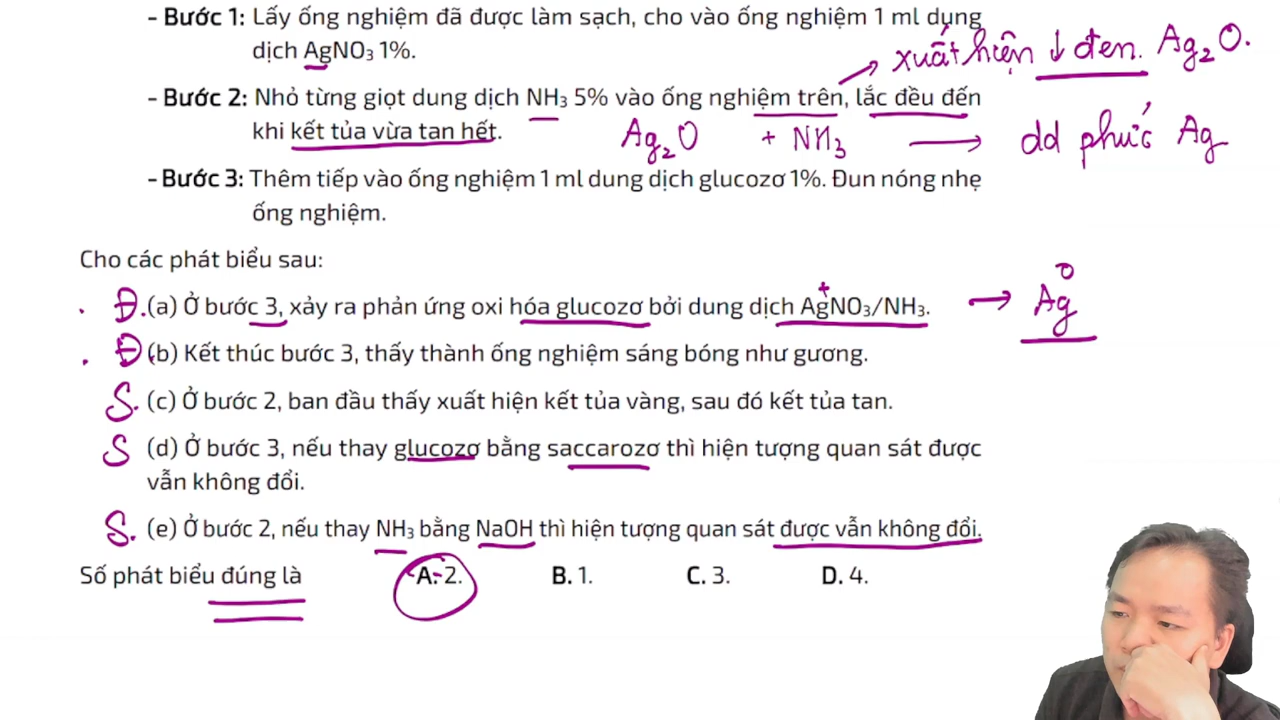 - Bước 1: Lấy ống nghiệm đã được làm sạch, cho vào ống nghiệm 1 ml dung
dịch AgNO₃ 1%.
xuất hiện ↓ đen. Ag₂O.
- Bước 2: Nhỏ từng giọt dung dịch NH₃ 5% vào ống nghiệm trên, lắc đều đến
khi kết tủa vừa tan hết.
Ag₂O + NH₃ → dd phức Ag
- Bước 3: Thêm tiếp vào ống nghiệm 1 ml dung dịch glucozơ 1%. Đun nóng nhẹ
ống nghiệm.
Cho các phát biểu sau:
Đ. (a) Ở bước 3, xảy ra phản ứng oxi hóa glucozơ bởi dung dịch AgNO₃/NH₃. + → Ag⁰
Đ (b) Kết thúc bước 3, thấy thành ống nghiệm sáng bóng như gương.
S. (c) Ở bước 2, ban đầu thấy xuất hiện kết tủa vàng, sau đó kết tủa tan.
S (d) Ở bước 3, nếu thay glucozơ bằng saccarozơ thì hiện tượng quan sát được
vẫn không đổi.
S. (e) Ở bước 2, nếu thay NH₃ bằng NaOH thì hiện tượng quan sát được vẫn không đổi.
Số phát biểu đúng là A. 2. B. 1. C. 3. D. 4.